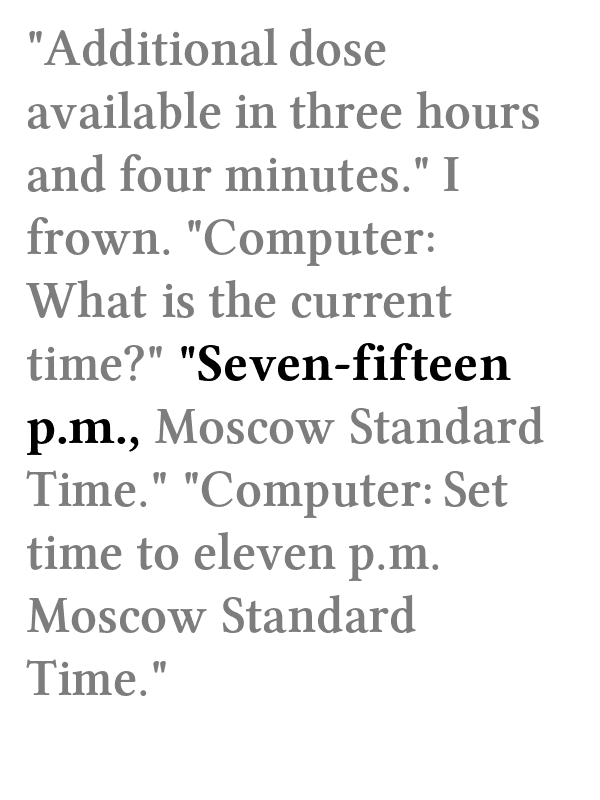 "Additional dose
available in three hours
and four minutes." I
frown. "Computer:
What is the current
time?" "Seven-fifteen
p.m., Moscow Standard
Time." "Computer: Set
time to eleven p.m.
Moscow Standard
Time."